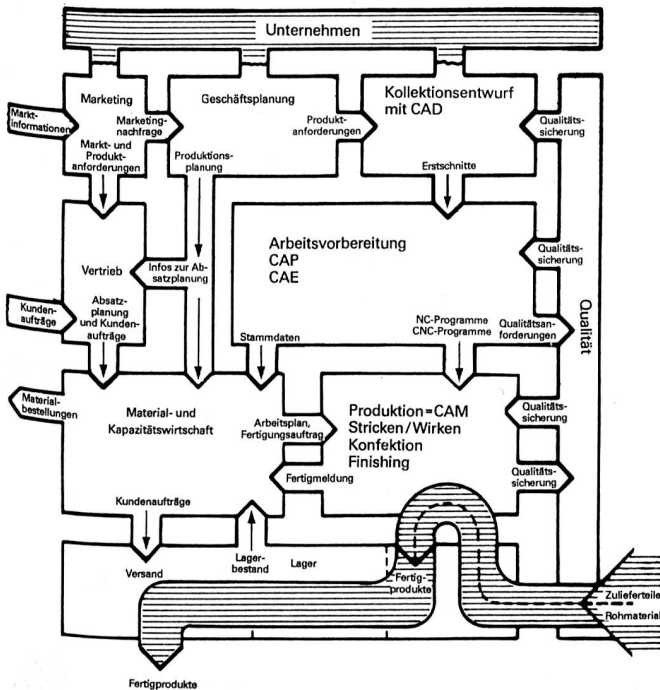 Unternehmen
Marketing
Geschäftsplanung
Kollektionsentwurf
mit CAD
Markt-
informationen
Marketing-
nachfrage
Produkt-
anforderungen
Qualitäts-
sicherung
Markt- und
Produkt-
anforderungen
Produktions-
planung
Erstschnitte
Arbeitsvorbereitung
CAP
CAE
Vertrieb
Infos zur Ab-
satzplanung
Qualitäts-
sicherung
Qualität
Kunden-
aufträge
Absatz-
planung
und Kunden-
aufträge
Stammdaten
NC-Programme
CNC-Programme
Qualitätsan-
forderungen
Material-
bestellungen
Material- und
Kapazitätswirtschaft
Arbeitsplan,
Fertigungsauftrag
Produktion=CAM
Stricken/Wirken
Konfektion
Finishing
Qualitäts-
sicherung
Fertigmeldung
Qualitäts-
sicherung
Kundenaufträge
Versand
Lager-
bestand
Lager
Fertig-
produkte
Zulieferteile
Rohmaterial
Fertigprodukte